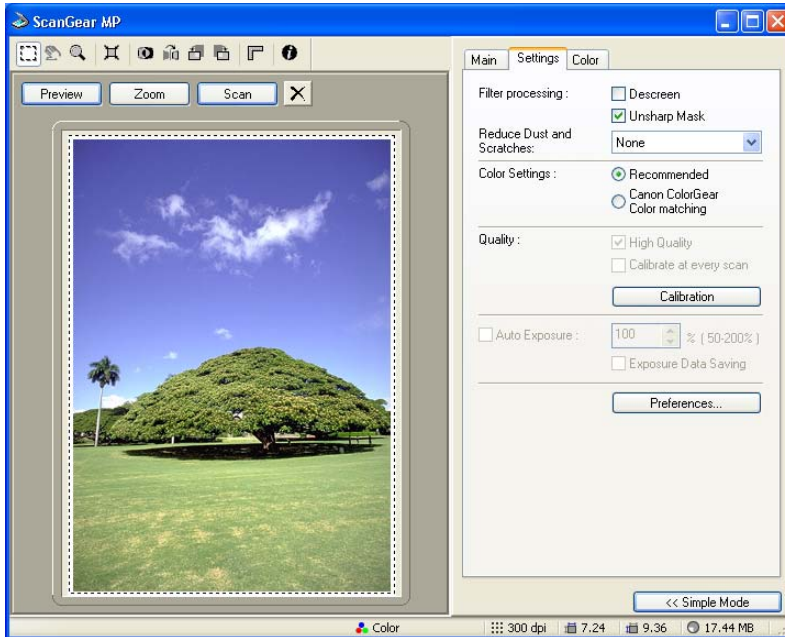 ScanGear MP
Preview Zoom Scan
Main Settings Color
Filter processing : Descreen
Unsharp Mask
Reduce Dust and
Scratches:
None
Color Settings : Recommended
Canon ColorGear
Color matching
Quality : High Quality
Calibrate at every scan
Calibration
Auto Exposure : 100 % ( 50-200% )
Exposure Data Saving
Preferences...
<< Simple Mode
Color 300 dpi 7.24 9.36 17.44 MB